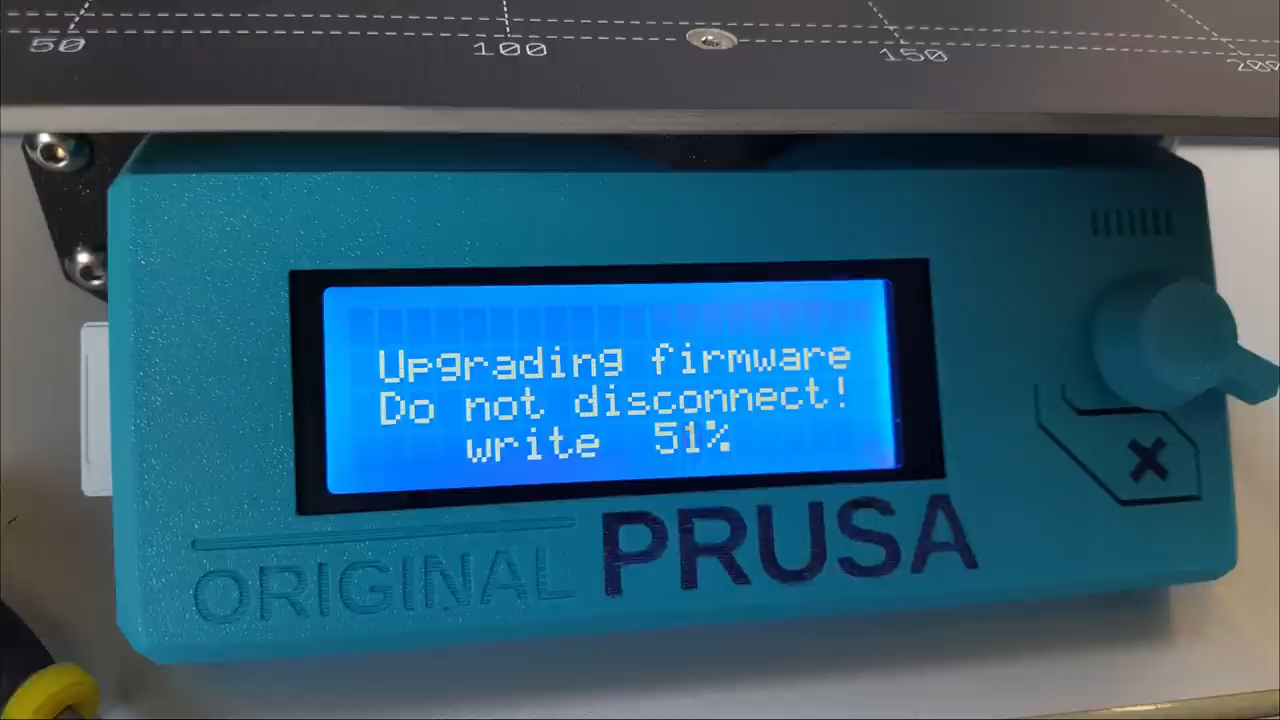 50 100 150 200
Upgrading firmware
Do not disconnect!
write 51%
ORIGINAL PRUSA